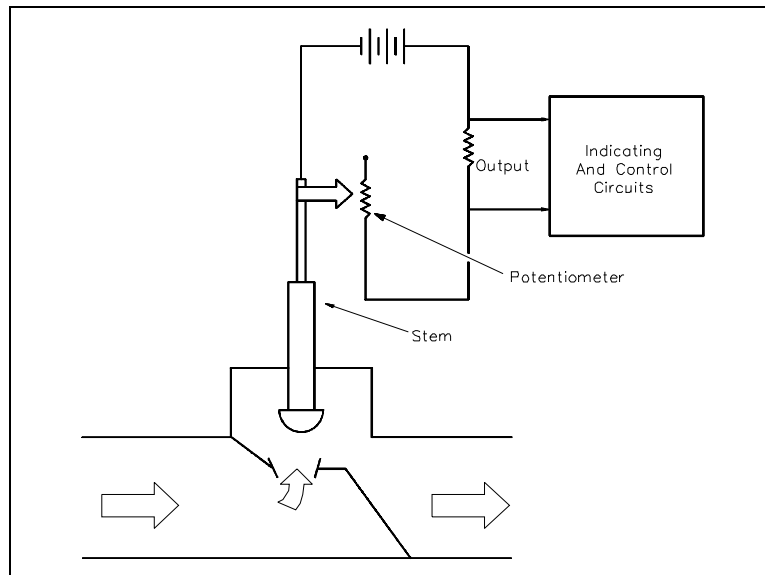 Indicating
And Control
Circuits
Output
Potentiometer
Stem